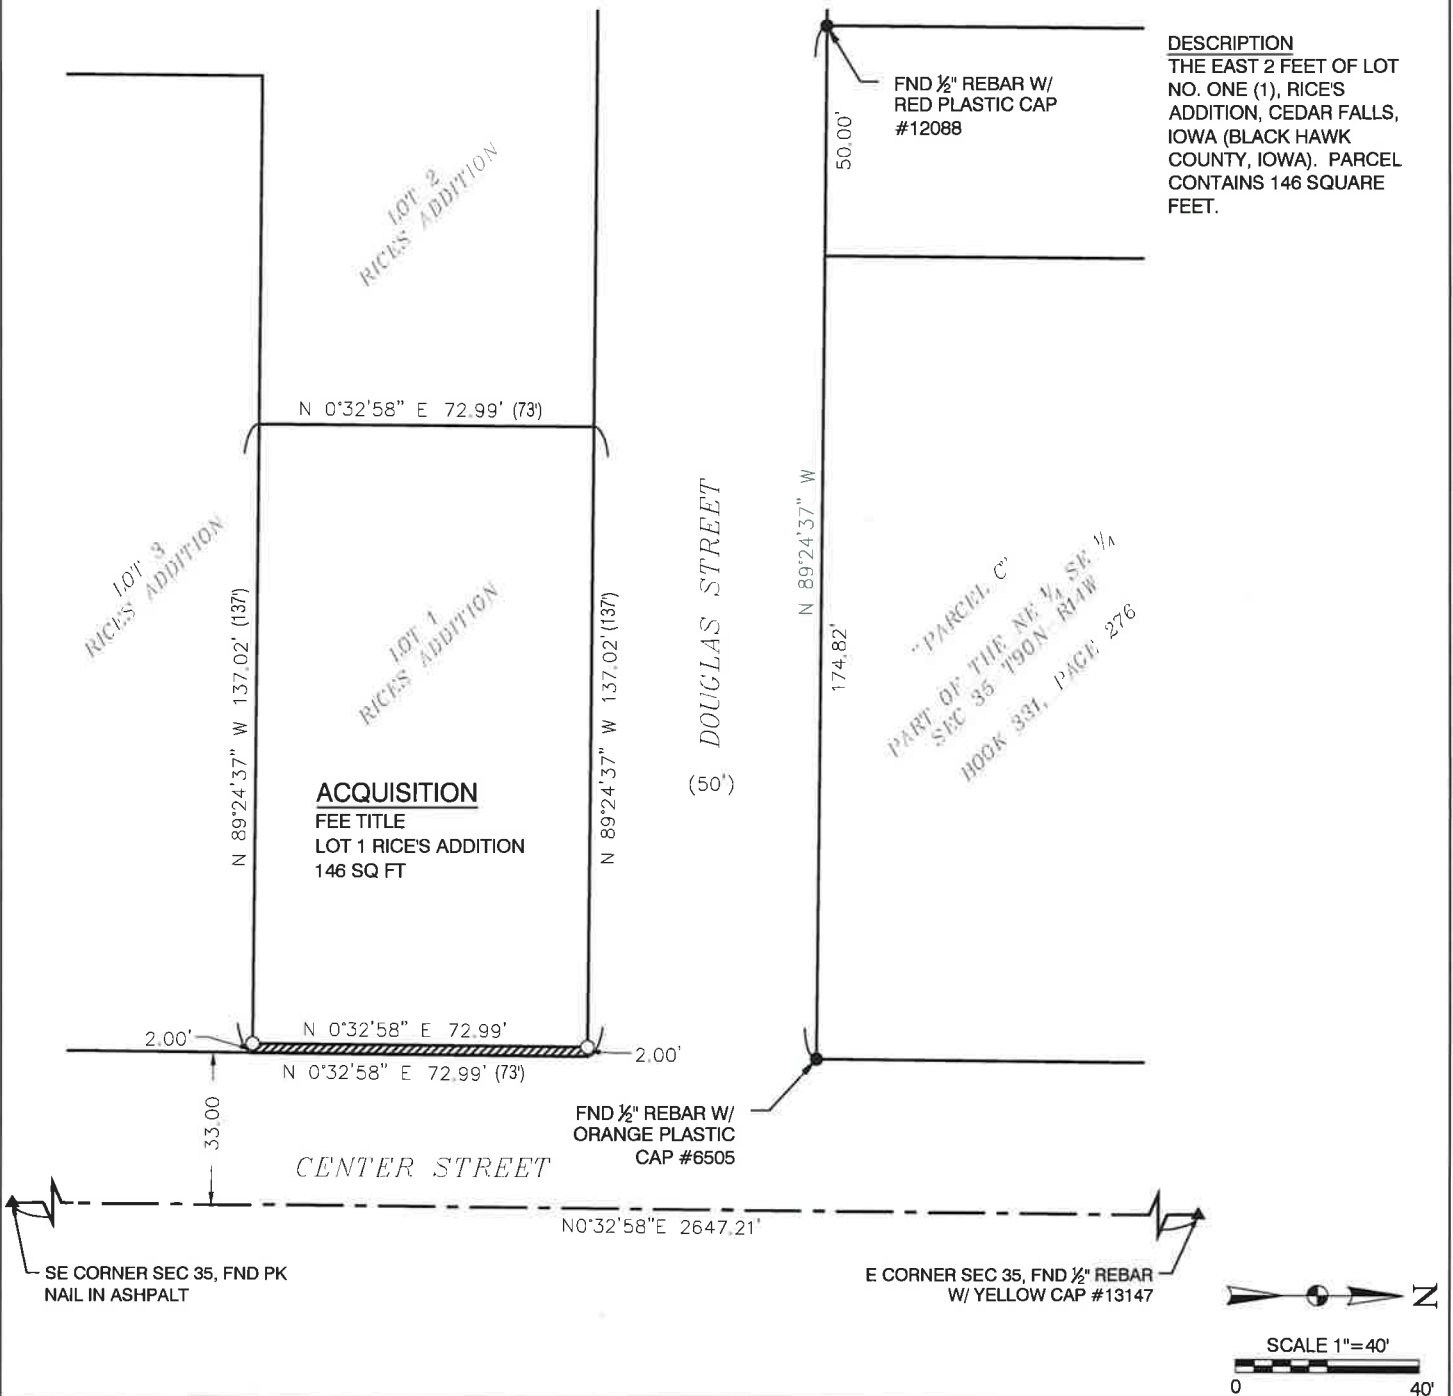 DESCRIPTION
THE EAST 2 FEET OF LOT
NO. ONE (1), RICE'S
ADDITION, CEDAR FALLS,
IOWA (BLACK HAWK
COUNTY, IOWA). PARCEL
CONTAINS 146 SQUARE
FEET.
FND ½" REBAR W/
RED PLASTIC CAP
#12088
50.00'
LOT 2
RICES ADDITION
N 0°32'58" E 72.99' (73')
LOT 3
RICES ADDITION
N 89°24'37" W 137.02' (137')
LOT 1
RICES ADDITION
N 89°24'37" W 137.02' (137')
DOUGLAS STREET
(50')
N 89°24'37" W
174.82'
"PARCEL C"
PART OF THE NE ¼ SE ¼
SEC 35 T90N R14W
BOOK 331, PAGE 276
ACQUISITION
FEE TITLE
LOT 1 RICE'S ADDITION
146 SQ FT
2.00'
N 0°32'58" E 72.99'
2.00'
N 0°32'58" E 72.99' (73')
33.00
FND ½" REBAR W/
ORANGE PLASTIC
CAP #6505
CENTER STREET
N0°32'58"E 2647.21'
SE CORNER SEC 35, FND PK
NAIL IN ASHPALT
E CORNER SEC 35, FND ½" REBAR
W/ YELLOW CAP #13147
N
SCALE 1"=40'
0 40'